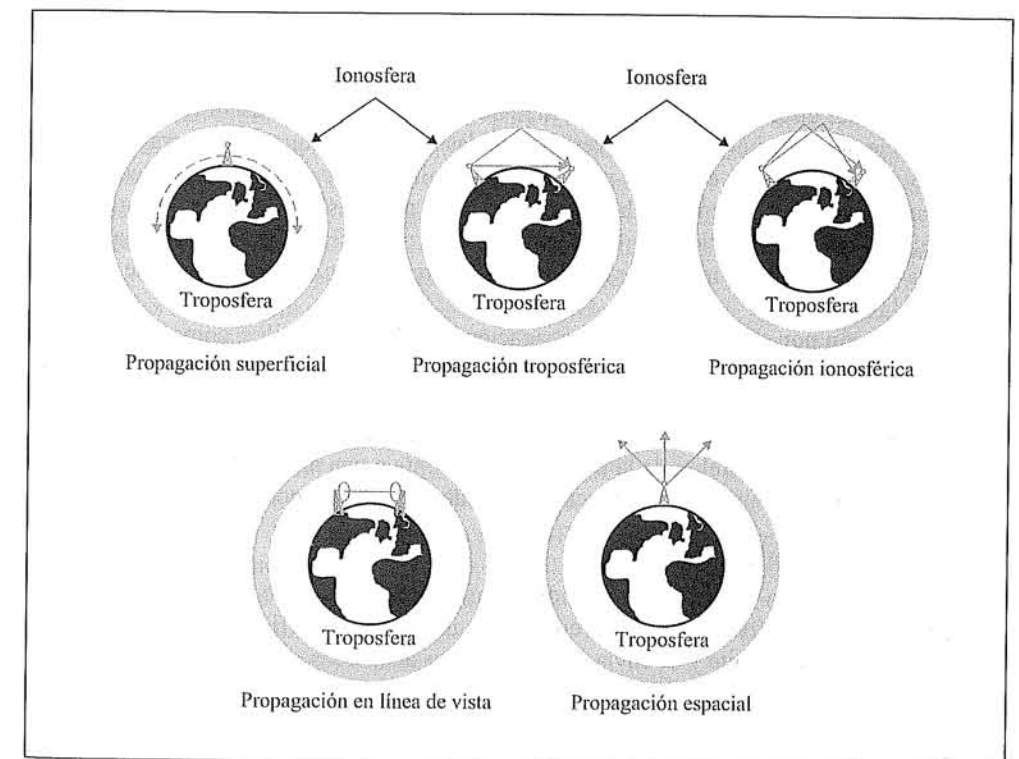 Ionosfera
Ionosfera
Troposfera
Troposfera
Troposfera
Propagación superficial
Propagación troposférica
Propagación ionosférica
Troposfera
Troposfera
Propagación en línea de vista
Propagación espacial